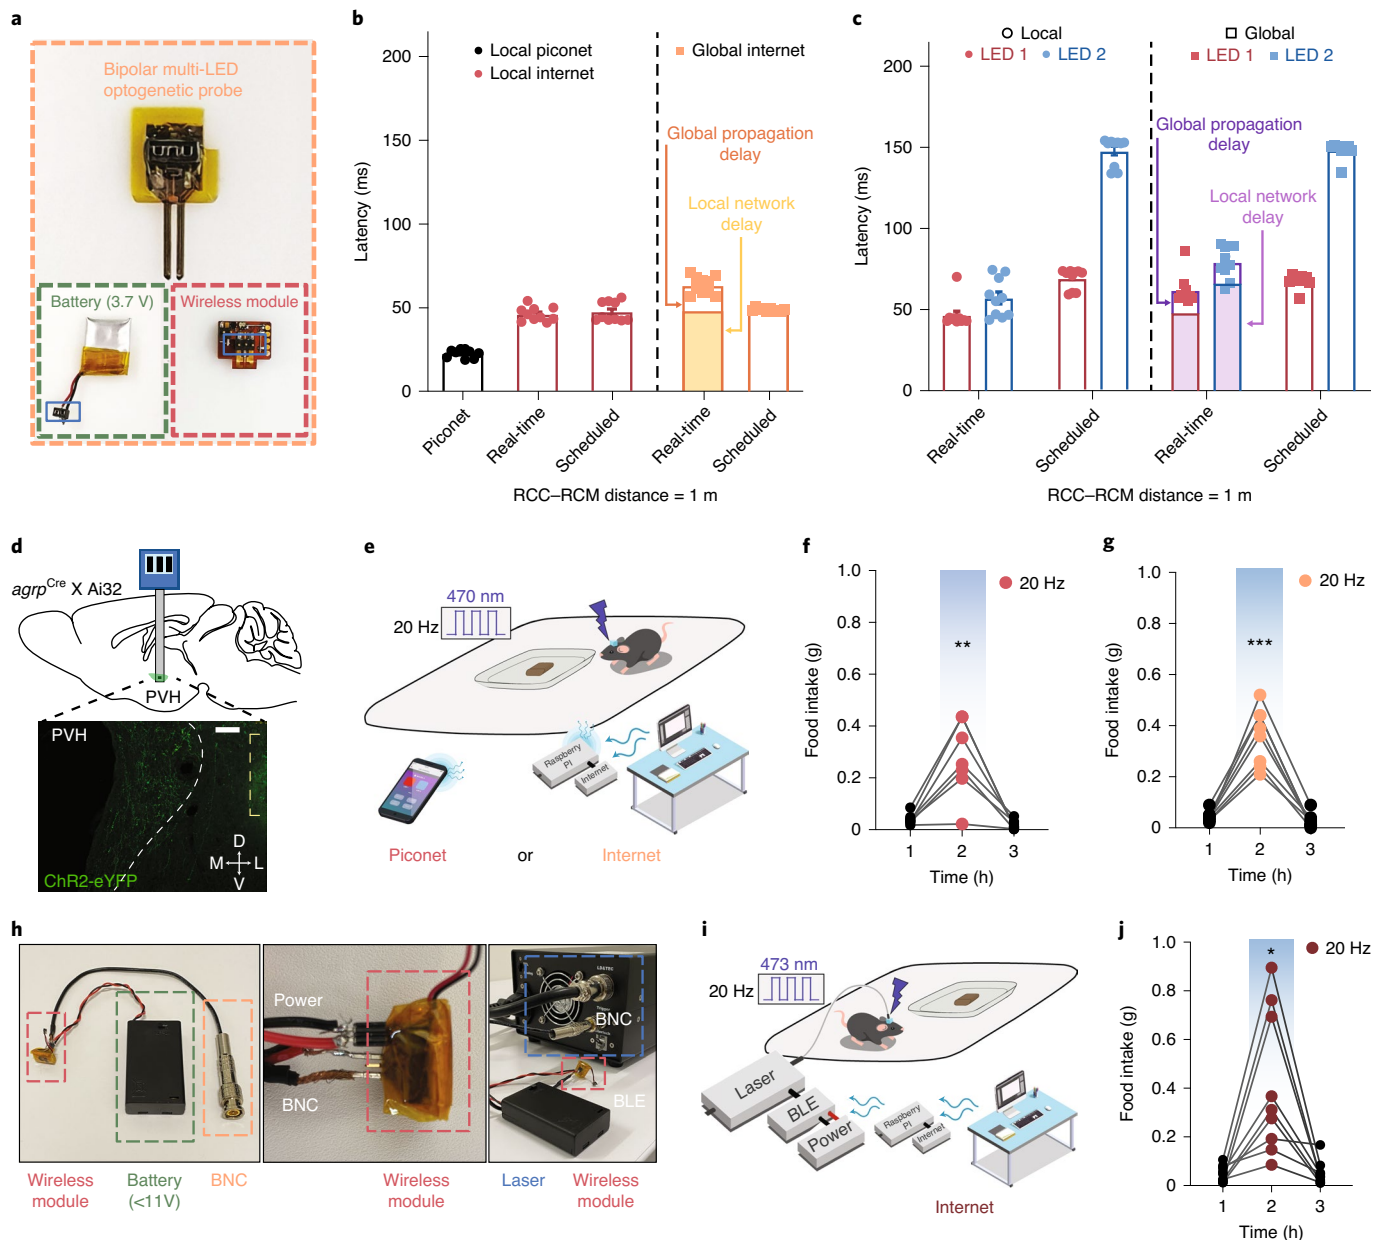 a
Bipolar multi-LED
optogenetic probe
Battery (3.7 V)
Wireless module
b
Local piconet
Local internet
Global internet
Global propagation
delay
Local network
delay
Latency (ms)
200
150
100
50
0
Piconet
Real-time
Scheduled
Real-time
Scheduled
RCC–RCM distance = 1 m
c
Local
LED 1
LED 2
Global
LED 1
LED 2
Global propagation
delay
Local network
delay
Latency (ms)
200
150
100
50
0
Real-time
Scheduled
Real-time
Scheduled
RCC–RCM distance = 1 m
d
agrpCre X Ai32
PVH
PVH
ChR2-eYFP
D
M L
V
e
470 nm
20 Hz
Raspberry
PI
Internet
Piconet
or
Internet
f
20 Hz
**
Food intake (g)
1.0
0.8
0.6
0.4
0.2
0
1 2 3
Time (h)
g
20 Hz
***
Food intake (g)
1.0
0.8
0.6
0.4
0.2
0
1 2 3
Time (h)
h
Wireless
module
Battery
(<11V)
BNC
Power
BNC
Wireless
module
BNC
BLE
Laser
Wireless
module
i
473 nm
20 Hz
Laser
BLE
Power
Raspberry
PI
Internet
Internet
j
20 Hz
*
Food intake (g)
1.0
0.8
0.6
0.4
0.2
0
1 2 3
Time (h)